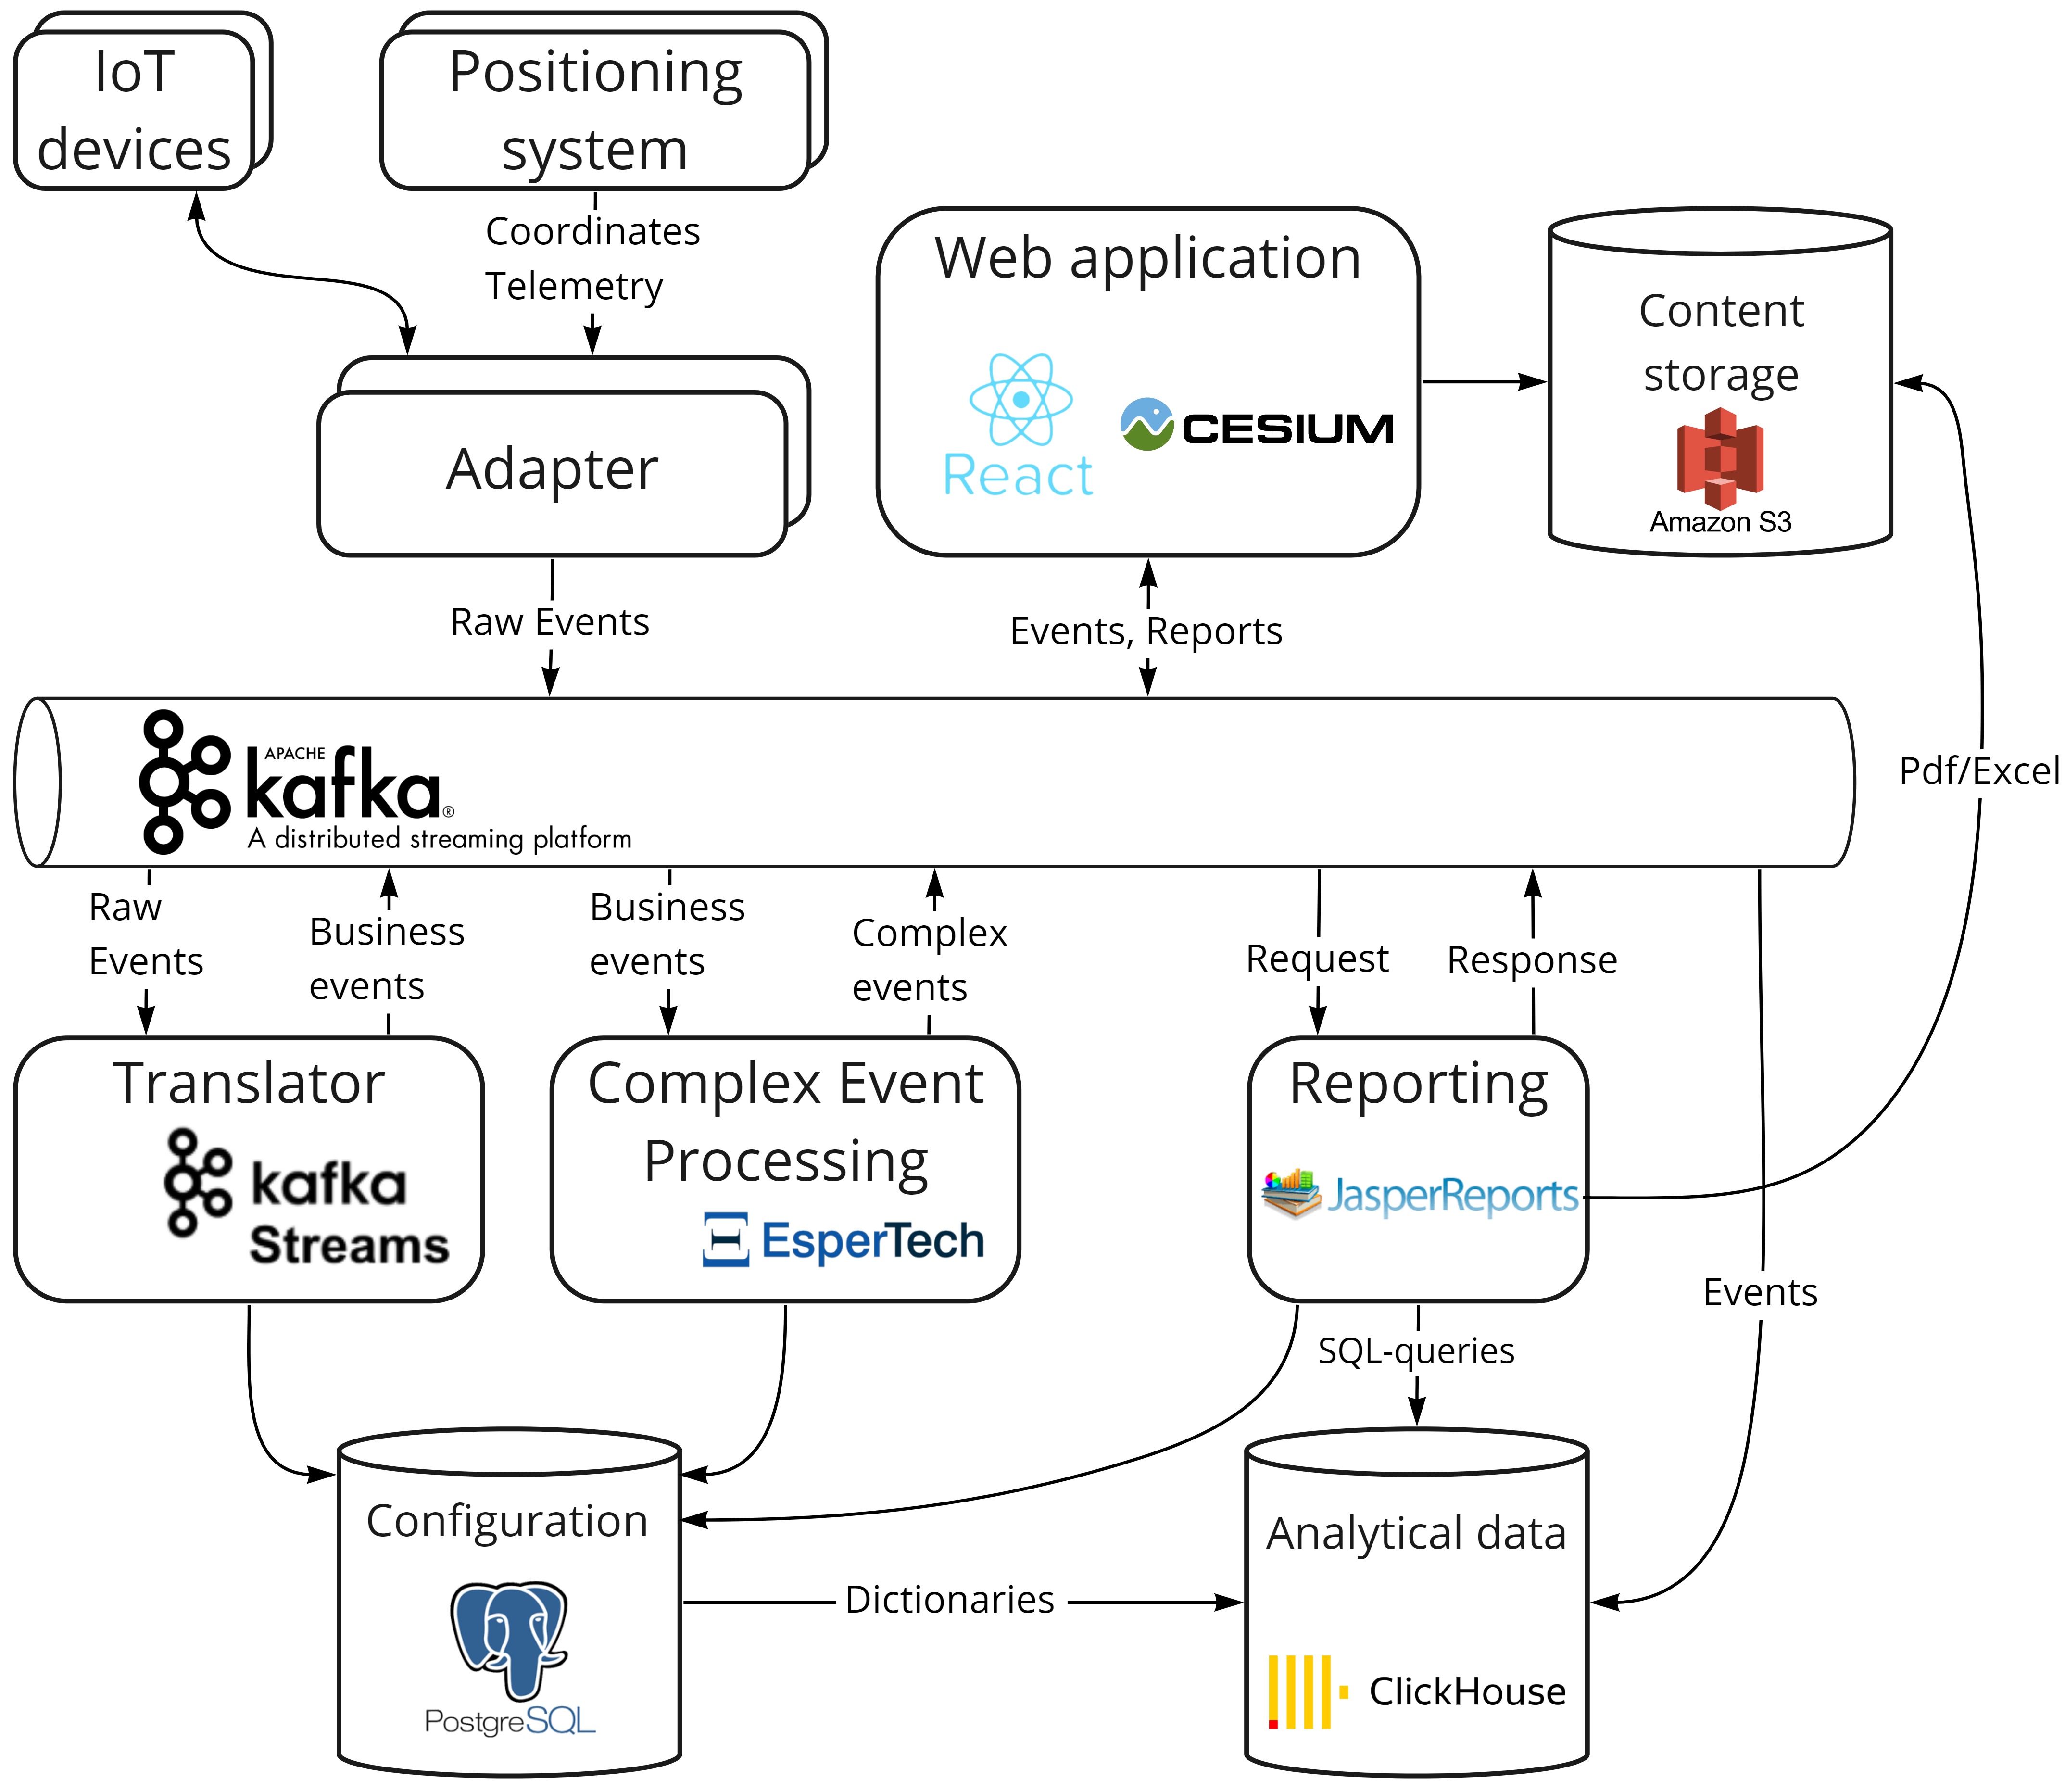 IoT
devices
Positioning
system
Coordinates
Telemetry
Web application
React
CESIUM
Content
storage
Amazon S3
Adapter
Raw Events
Events, Reports
APACHE
kafka®
A distributed streaming platform
Pdf/Excel
Raw
Events
Business
events
Business
events
Complex
events
Request
Response
Translator
kafka
Streams
Complex Event
Processing
EsperTech
Reporting
JasperReports
Events
SQL-queries
Configuration
PostgreSQL
Dictionaries
Analytical data
ClickHouse